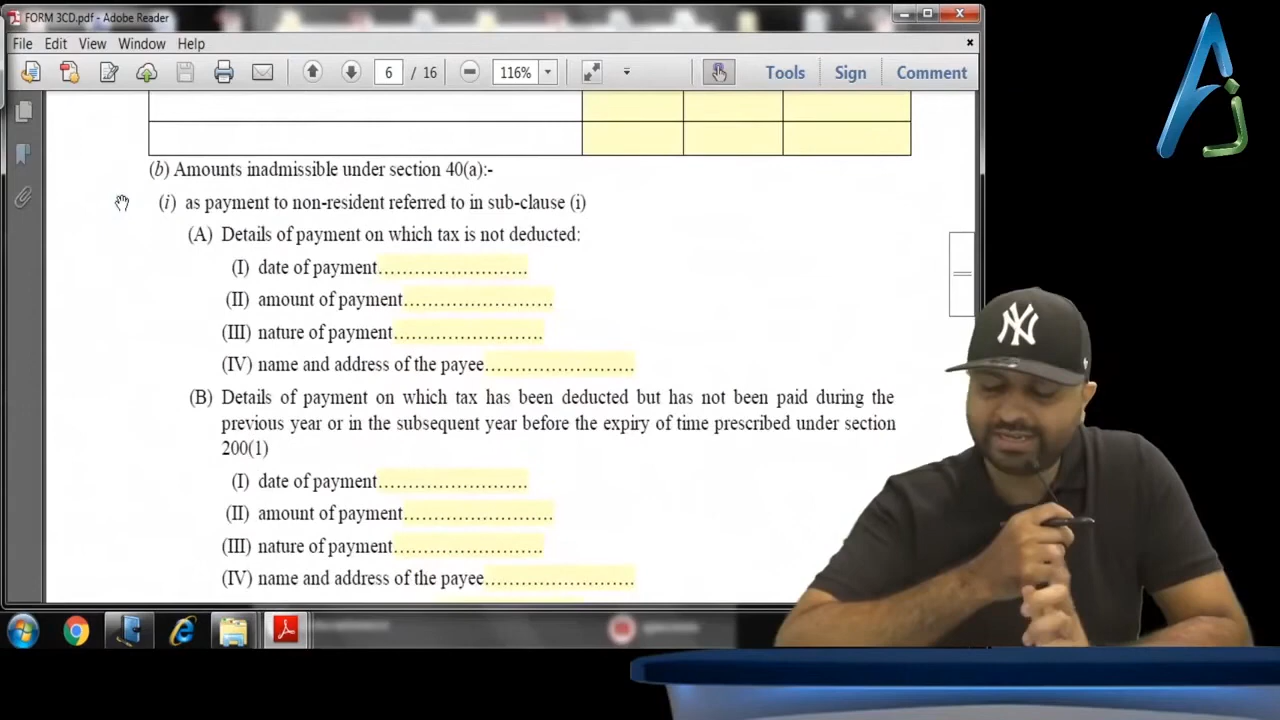 FORM 3CD.pdf - Adobe Reader
File Edit View Window Help
6 / 16 116% Tools Sign Comment
(b) Amounts inadmissible under section 40(a):-
(i) as payment to non-resident referred to in sub-clause (i)
(A) Details of payment on which tax is not deducted:
(I) date of payment.........................
(II) amount of payment.........................
(III) nature of payment.........................
(IV) name and address of the payee.........................
(B) Details of payment on which tax has been deducted but has not been paid during the
previous year or in the subsequent year before the expiry of time prescribed under section
200(1)
(I) date of payment.........................
(II) amount of payment.........................
(III) nature of payment.........................
(IV) name and address of the payee.........................
NY
AJ